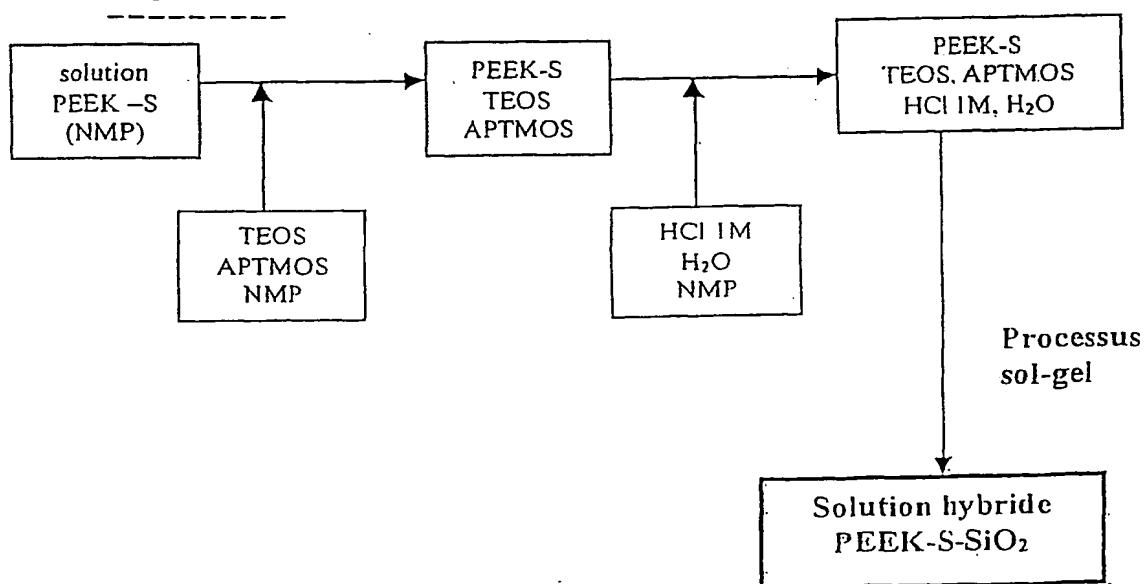 solution
PEEK –S
(NMP)
PEEK-S
TEOS
APTMOS
PEEK-S
TEOS, APTMOS
HCl 1M, H₂O
TEOS
APTMOS
NMP
HCl 1M
H₂O
NMP
Processus
sol-gel
Solution hybride
PEEK-S-SiO₂